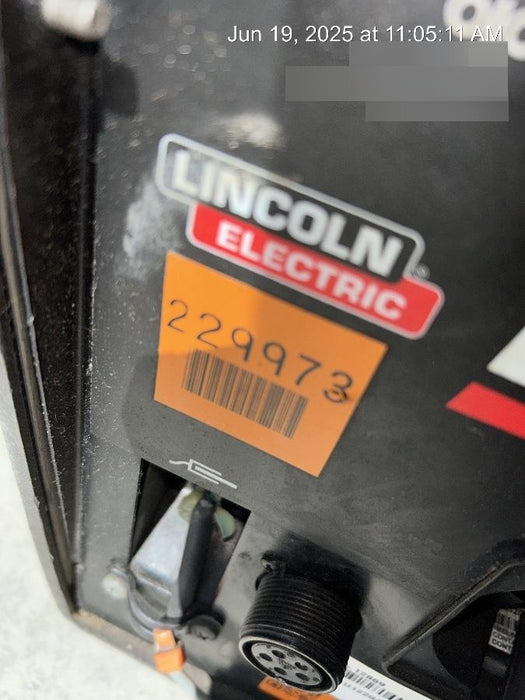 Jun 19, 2025 at 11:05:11 AM
LINCOLN
ELECTRIC
229973